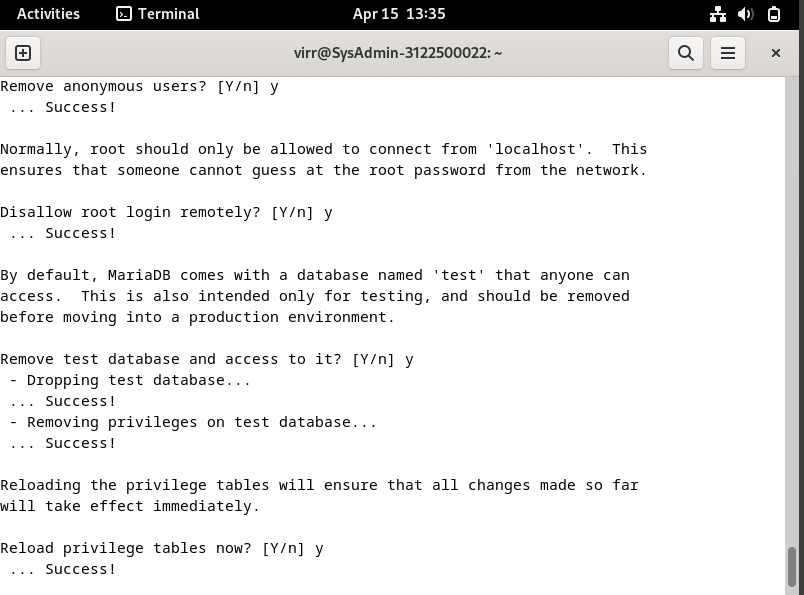 Activities Terminal Apr 15 13:35
virr@SysAdmin-3122500022: ~
Remove anonymous users? [Y/n] y
 ... Success!

Normally, root should only be allowed to connect from 'localhost'.  This
ensures that someone cannot guess at the root password from the network.

Disallow root login remotely? [Y/n] y
 ... Success!

By default, MariaDB comes with a database named 'test' that anyone can
access.  This is also intended only for testing, and should be removed
before moving into a production environment.

Remove test database and access to it? [Y/n] y
 - Dropping test database...
 ... Success!
 - Removing privileges on test database...
 ... Success!

Reloading the privilege tables will ensure that all changes made so far
will take effect immediately.

Reload privilege tables now? [Y/n] y
 ... Success!